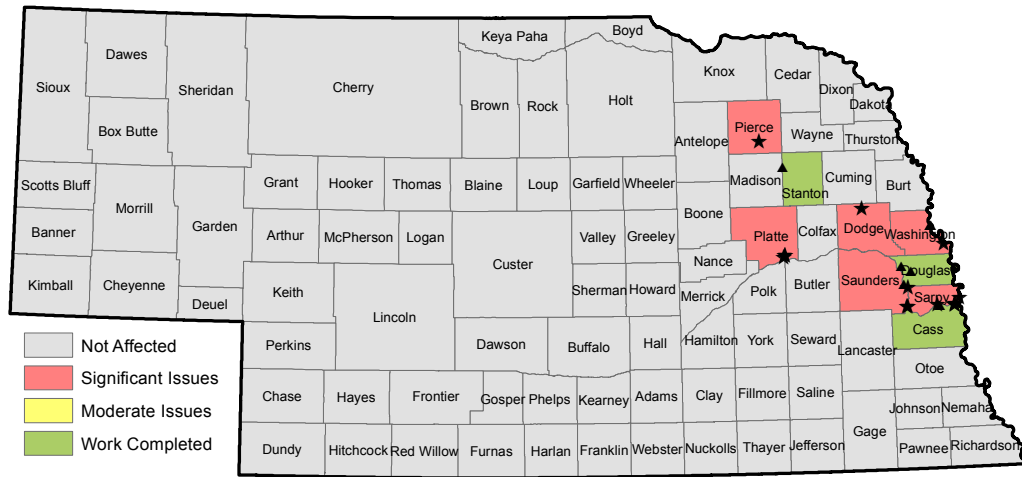 Boyd
Keya Paha
Dawes
Knox
Cedar
Sioux
Sheridan
Cherry
Dixon
Brown
Rock
Holt
Dakota
Box Butte
Pierce
Wayne
Antelope
Thurston
Scotts Bluff
Grant
Hooker
Thomas
Blaine
Loup
Garfield
Wheeler
Madison
Stanton
Cuming
Burt
Morrill
Garden
Boone
Banner
Arthur
McPherson
Logan
Valley
Greeley
Platte
Colfax
Dodge
Washington
Custer
Nance
Douglas
Kimball
Cheyenne
Keith
Sherman
Howard
Merrick
Polk
Butler
Saunders
Sarpy
Deuel
Lincoln
Cass
Not Affected
Perkins
Dawson
Buffalo
Hall
Hamilton
York
Seward
Lancaster
Otoe
Significant Issues
Chase
Hayes
Frontier
Gosper
Phelps
Kearney
Adams
Clay
Fillmore
Saline
Johnson
Nemaha
Moderate Issues
Gage
Work Completed
Dundy
Hitchcock
Red Willow
Furnas
Harlan
Franklin
Webster
Nuckolls
Thayer
Jefferson
Pawnee
Richardson